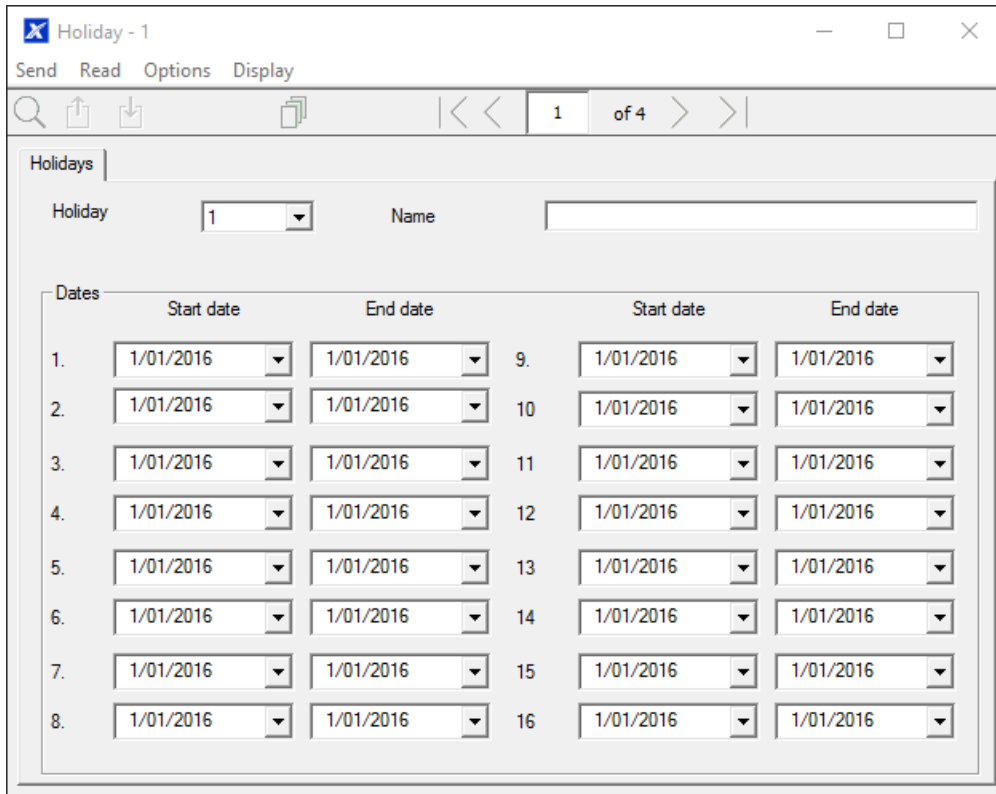 Holiday - 1
Send Read Options Display
1 of 4
Holidays
Holiday 1 Name
Dates
Start date End date Start date End date
1. 1/01/2016 1/01/2016 9. 1/01/2016 1/01/2016
2. 1/01/2016 1/01/2016 10 1/01/2016 1/01/2016
3. 1/01/2016 1/01/2016 11 1/01/2016 1/01/2016
4. 1/01/2016 1/01/2016 12 1/01/2016 1/01/2016
5. 1/01/2016 1/01/2016 13 1/01/2016 1/01/2016
6. 1/01/2016 1/01/2016 14 1/01/2016 1/01/2016
7. 1/01/2016 1/01/2016 15 1/01/2016 1/01/2016
8. 1/01/2016 1/01/2016 16 1/01/2016 1/01/2016